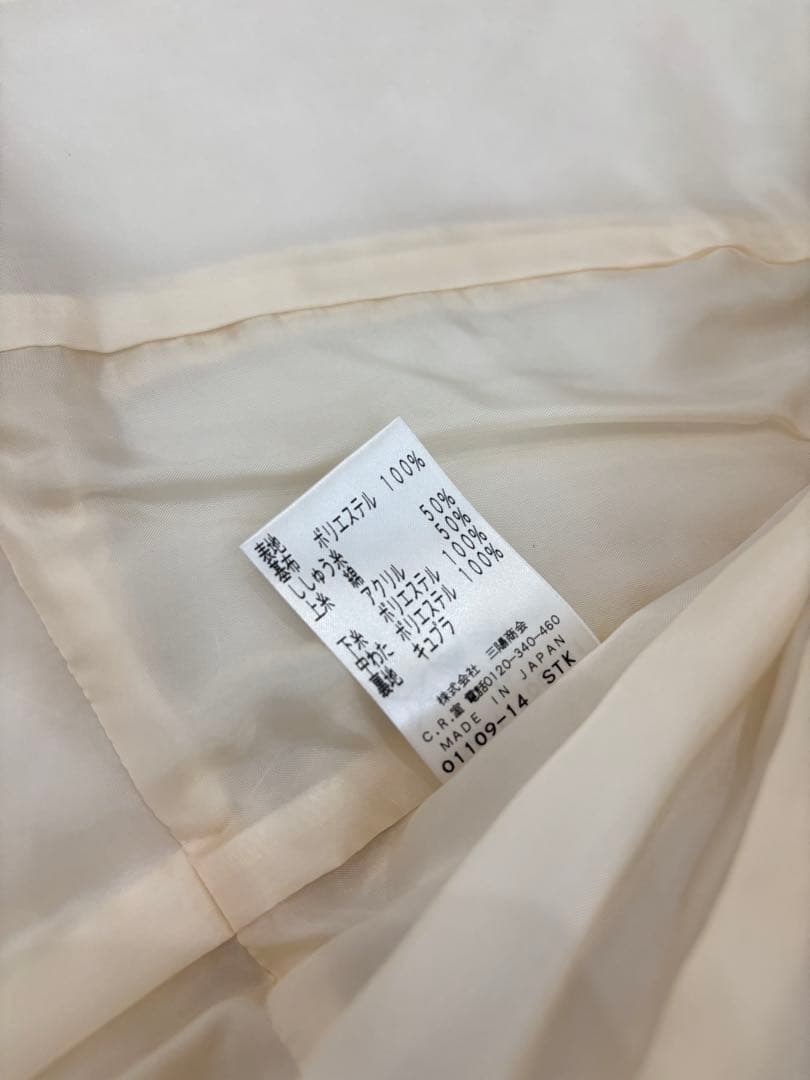 表地
基布 ポリエステル 100%
ししゅう糸
上糸 綿 50%
アクリル 50%
下糸 ポリエステル 100%
中わた ポリエステル 100%
裏地 キュプラ
株式会社 三陽商会
C.R.室 電話0120-340-460
MADE IN JAPAN
01109-14 STK